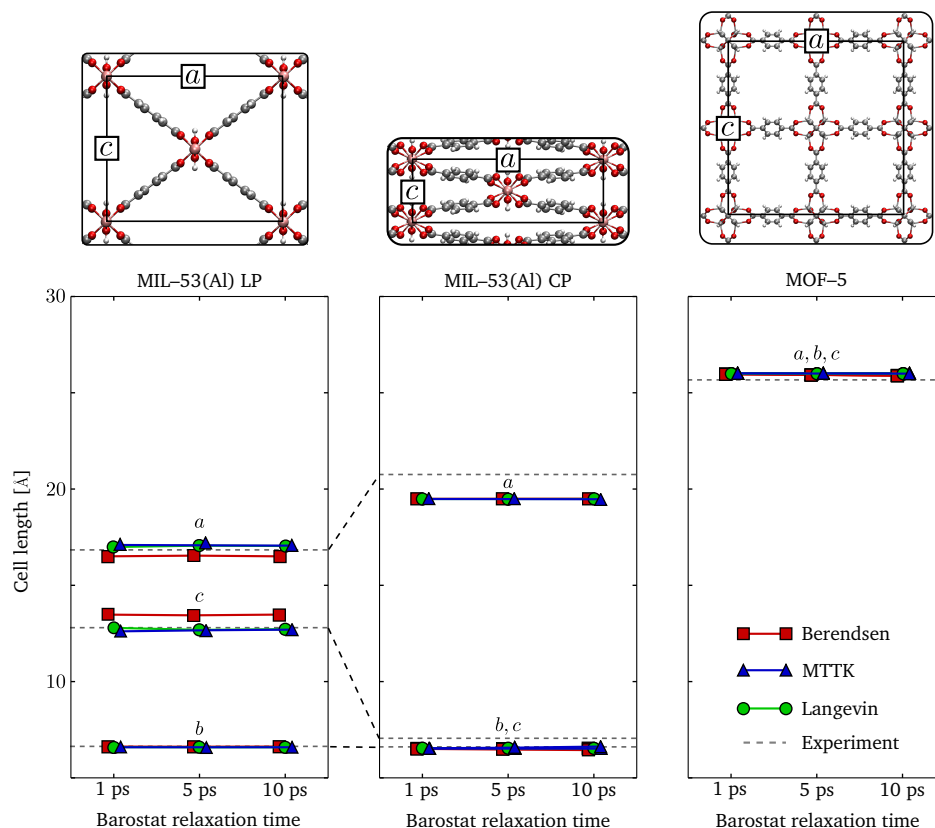 a
c
a
c
a
c
MIL–53(Al) LP
MIL–53(Al) CP
MOF–5
Cell length [Å]
30
20
10
a
c
b
a
b, c
a, b, c
Berendsen
MTTK
Langevin
Experiment
1 ps 5 ps 10 ps
1 ps 5 ps 10 ps
1 ps 5 ps 10 ps
Barostat relaxation time
Barostat relaxation time
Barostat relaxation time